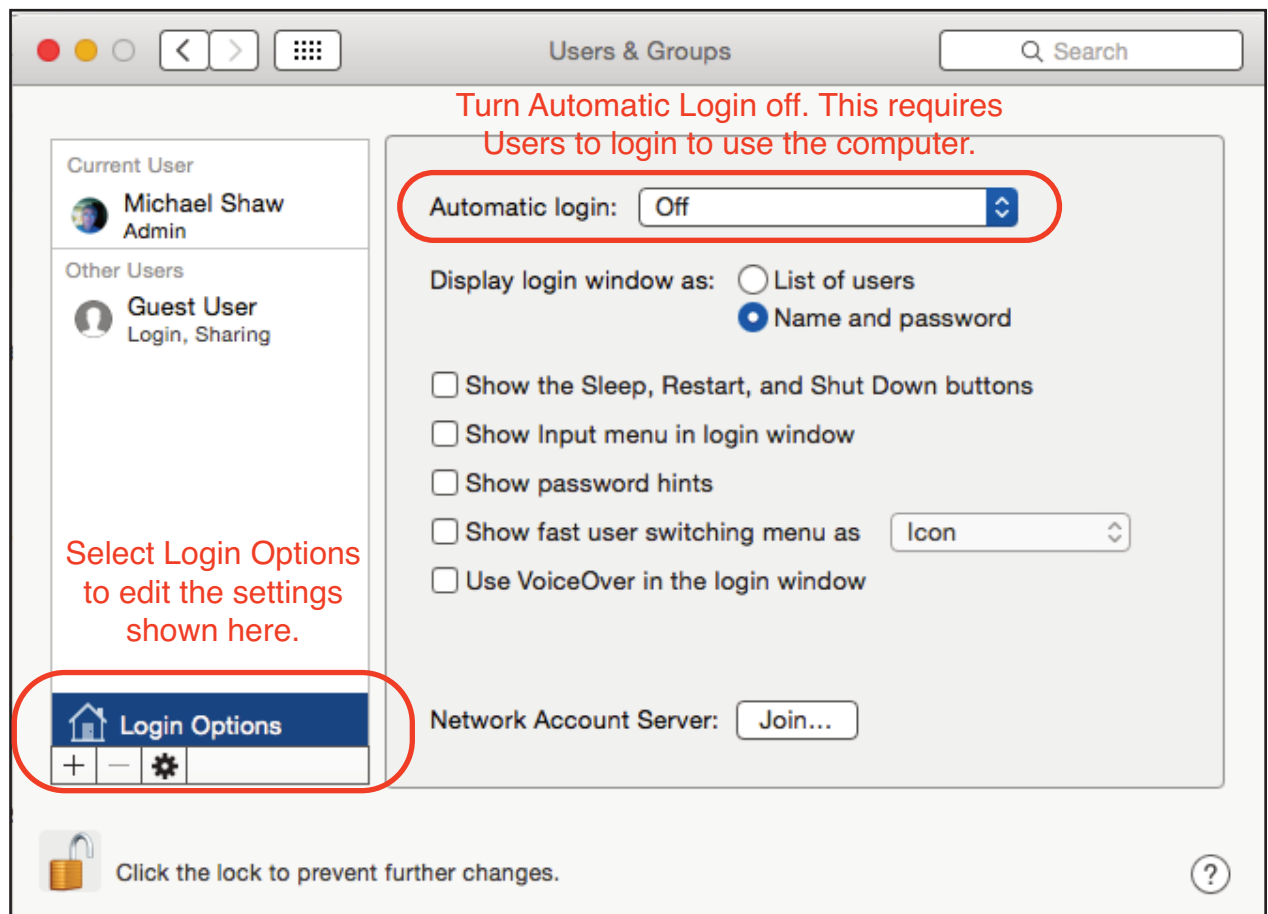 Users & Groups
Search
Turn Automatic Login off. This requires
Users to login to use the computer.
Current User
Michael Shaw
Admin
Other Users
Guest User
Login, Sharing
Select Login Options
to edit the settings
shown here.
Login Options
Automatic login: Off
Display login window as: List of users
Name and password
Show the Sleep, Restart, and Shut Down buttons
Show Input menu in login window
Show password hints
Show fast user switching menu as Icon
Use VoiceOver in the login window
Network Account Server: Join...
Click the lock to prevent further changes.
?